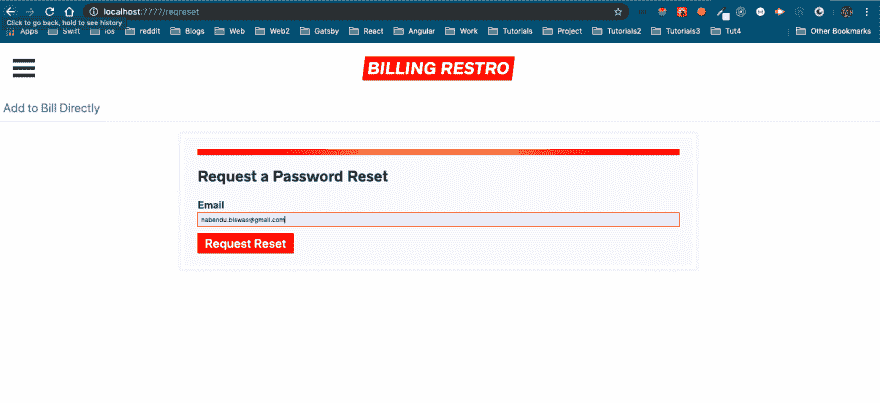 localhost:7777/reqreset
Click to go back, hold to see history
Apps Swift ios reddit Blogs Web Web2 Gatsby React Angular Work Tutorials Project Tutorials2 Tutorials3 Tut4 Other Bookmarks
BILLING RESTRO
Add to Bill Directly
Request a Password Reset
Email
nabendu.biswas@gmail.com
Request Reset